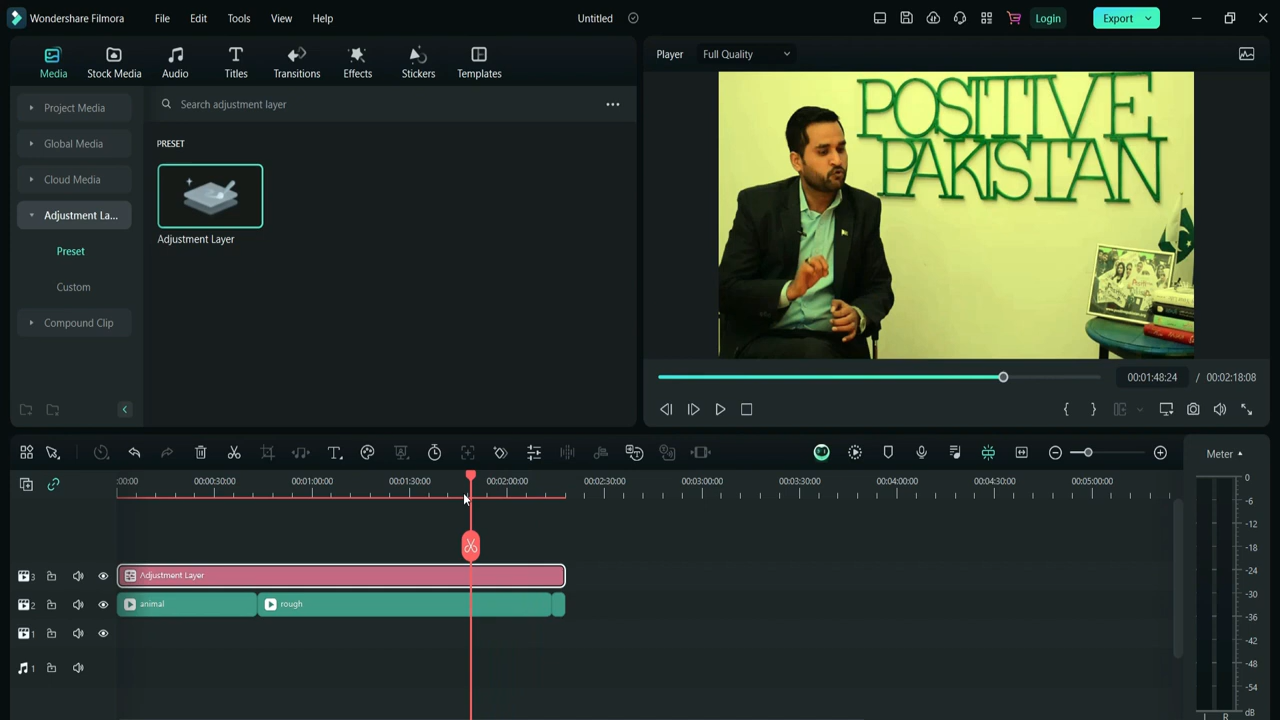 Wondershare Filmora File Edit Tools View Help Untitled Login Export
Media Stock Media Audio Titles Transitions Effects Stickers Templates
Project Media
Global Media
Cloud Media
Adjustment La...
Preset
Custom
Compound Clip
Search adjustment layer
PRESET
Adjustment Layer
Player Full Quality
POSITIVE
PAKISTAN
00:01:48:24 / 00:02:18:08
Meter
:00:00 00:00:30:00 00:01:00:00 00:01:30:00 00:02:00:00 00:02:30:00 00:03:00:00 00:03:30:00 00:04:00:00 00:04:30:00 00:05:00:00
3 Adjustment Layer
2 animal rough
1
1
0
-6
-12
-18
-24
-30
-36
-42
-48
-54
dB
L R